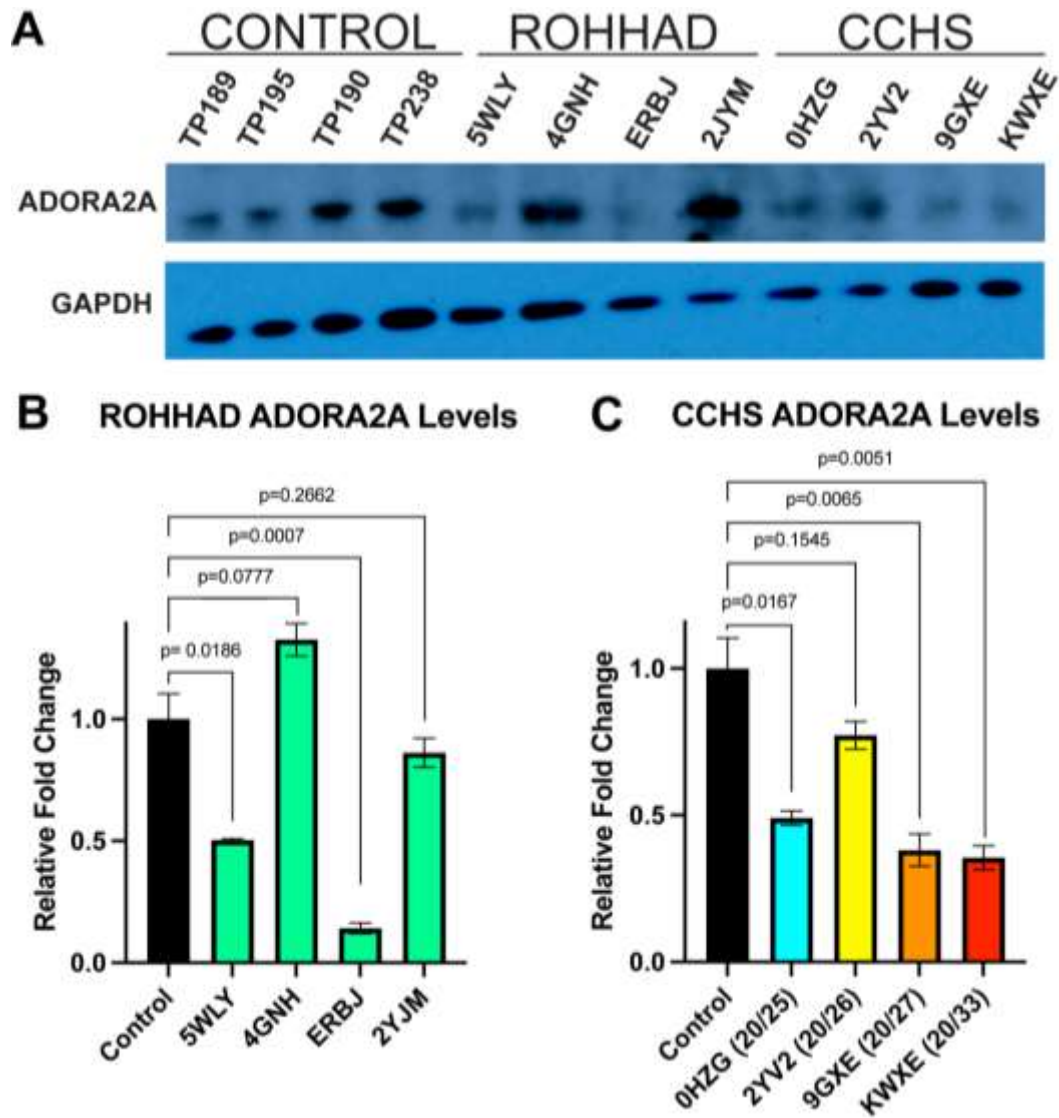 A
CONTROL ROHHAD CCHS
TP189 TP195 TP190 TP238 5WLY 4GNH ERBJ 2JYM 0HZG 2YV2 9GXE KWXE
ADORA2A
GAPDH
B ROHHAD ADORA2A Levels
p=0.2662
p=0.0007
p=0.0777
p= 0.0186
Relative Fold Change
1.0
0.5
0.0
Control 5WLY 4GNH ERBJ 2YJM
C CCHS ADORA2A Levels
p=0.0051
p=0.0065
p=0.1545
p=0.0167
Relative Fold Change
1.0
0.5
0.0
Control 0HZG (20/25) 2YV2 (20/26) 9GXE (20/27) KWXE (20/33)